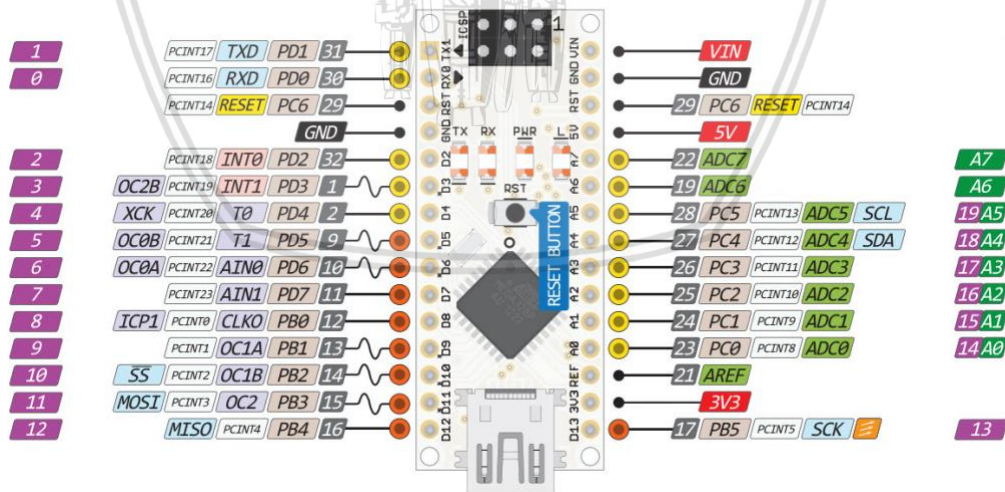 ICSP 1
1 PCINT17 TXD PD1 31 TX1 VIN VIN
0 PCINT16 RXD PD0 30 RX0 GND GND
PCINT14 RESET PC6 29 RST RST 29 PC6 RESET PCINT14
GND GND 5V 5V
TX RX PWR L
2 PCINT18 INT0 PD2 32 D2 A7 22 ADC7 A7
3 OC2B PCINT19 INT1 PD3 1 D3 A6 19 ADC6 A6
RST
4 XCK PCINT20 T0 PD4 2 D4 A5 28 PC5 PCINT13 ADC5 SCL 19 A5
5 OC0B PCINT21 T1 PD5 9 D5 A4 27 PC4 PCINT12 ADC4 SDA 18 A4
RESET BUTTON
6 OC0A PCINT22 AIN0 PD6 10 D6 A3 26 PC3 PCINT11 ADC3 17 A3
7 PCINT23 AIN1 PD7 11 D7 A2 25 PC2 PCINT10 ADC2 16 A2
8 ICP1 PCINT0 CLKO PB0 12 D8 A1 24 PC1 PCINT9 ADC1 15 A1
9 PCINT1 OC1A PB1 13 D9 A0 23 PC0 PCINT8 ADC0 14 A0
10 SS PCINT2 OC1B PB2 14 D10 REF 21 AREF
11 MOSI PCINT3 OC2 PB3 15 D11 3V3 3V3
12 MISO PCINT4 PB4 16 D12 D13 17 PB5 PCINT5 SCK 13